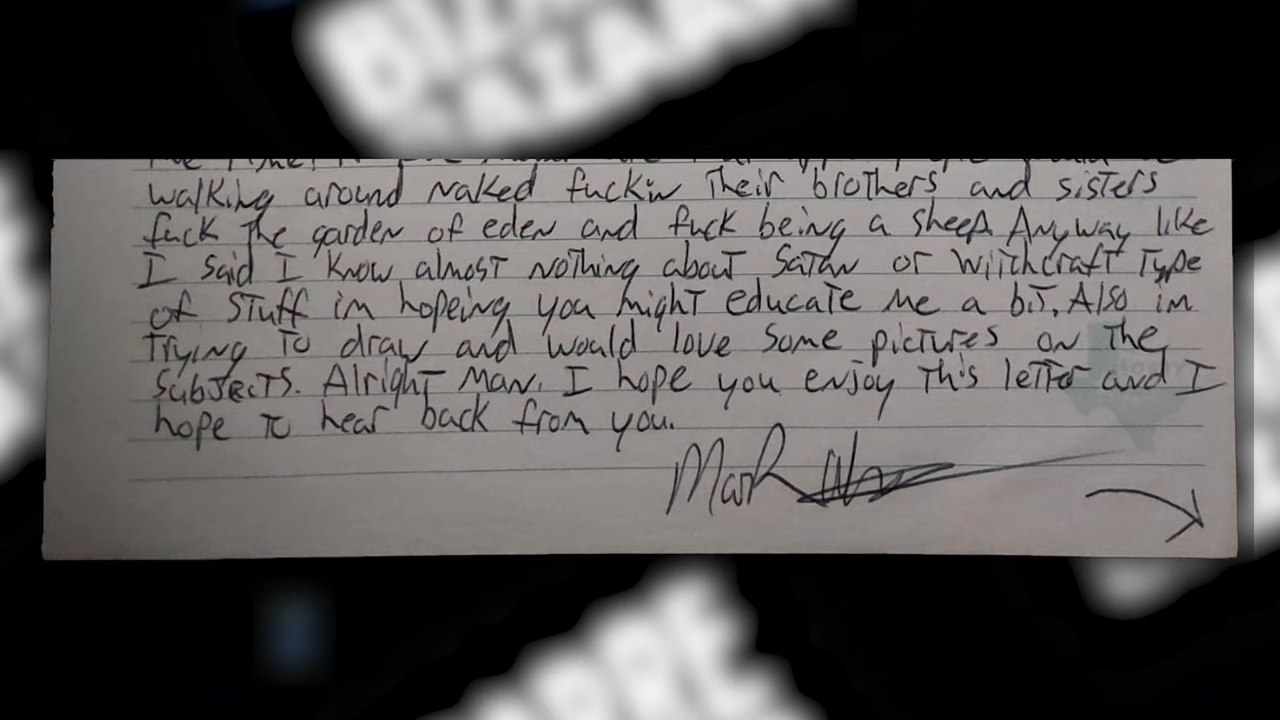 walking around naked fuckin their brothers and sisters
fuck the garden of eden and fuck being a sheep. Anyway like
I said I know almost nothing about Satan or wiithcraft type
of stuff im hopeing you might educate me a bit. Also im
trying to draw and would love some pictures on the
subjects. Alright man. I hope you enjoy this letter and I
hope to hear back from you.
Mark